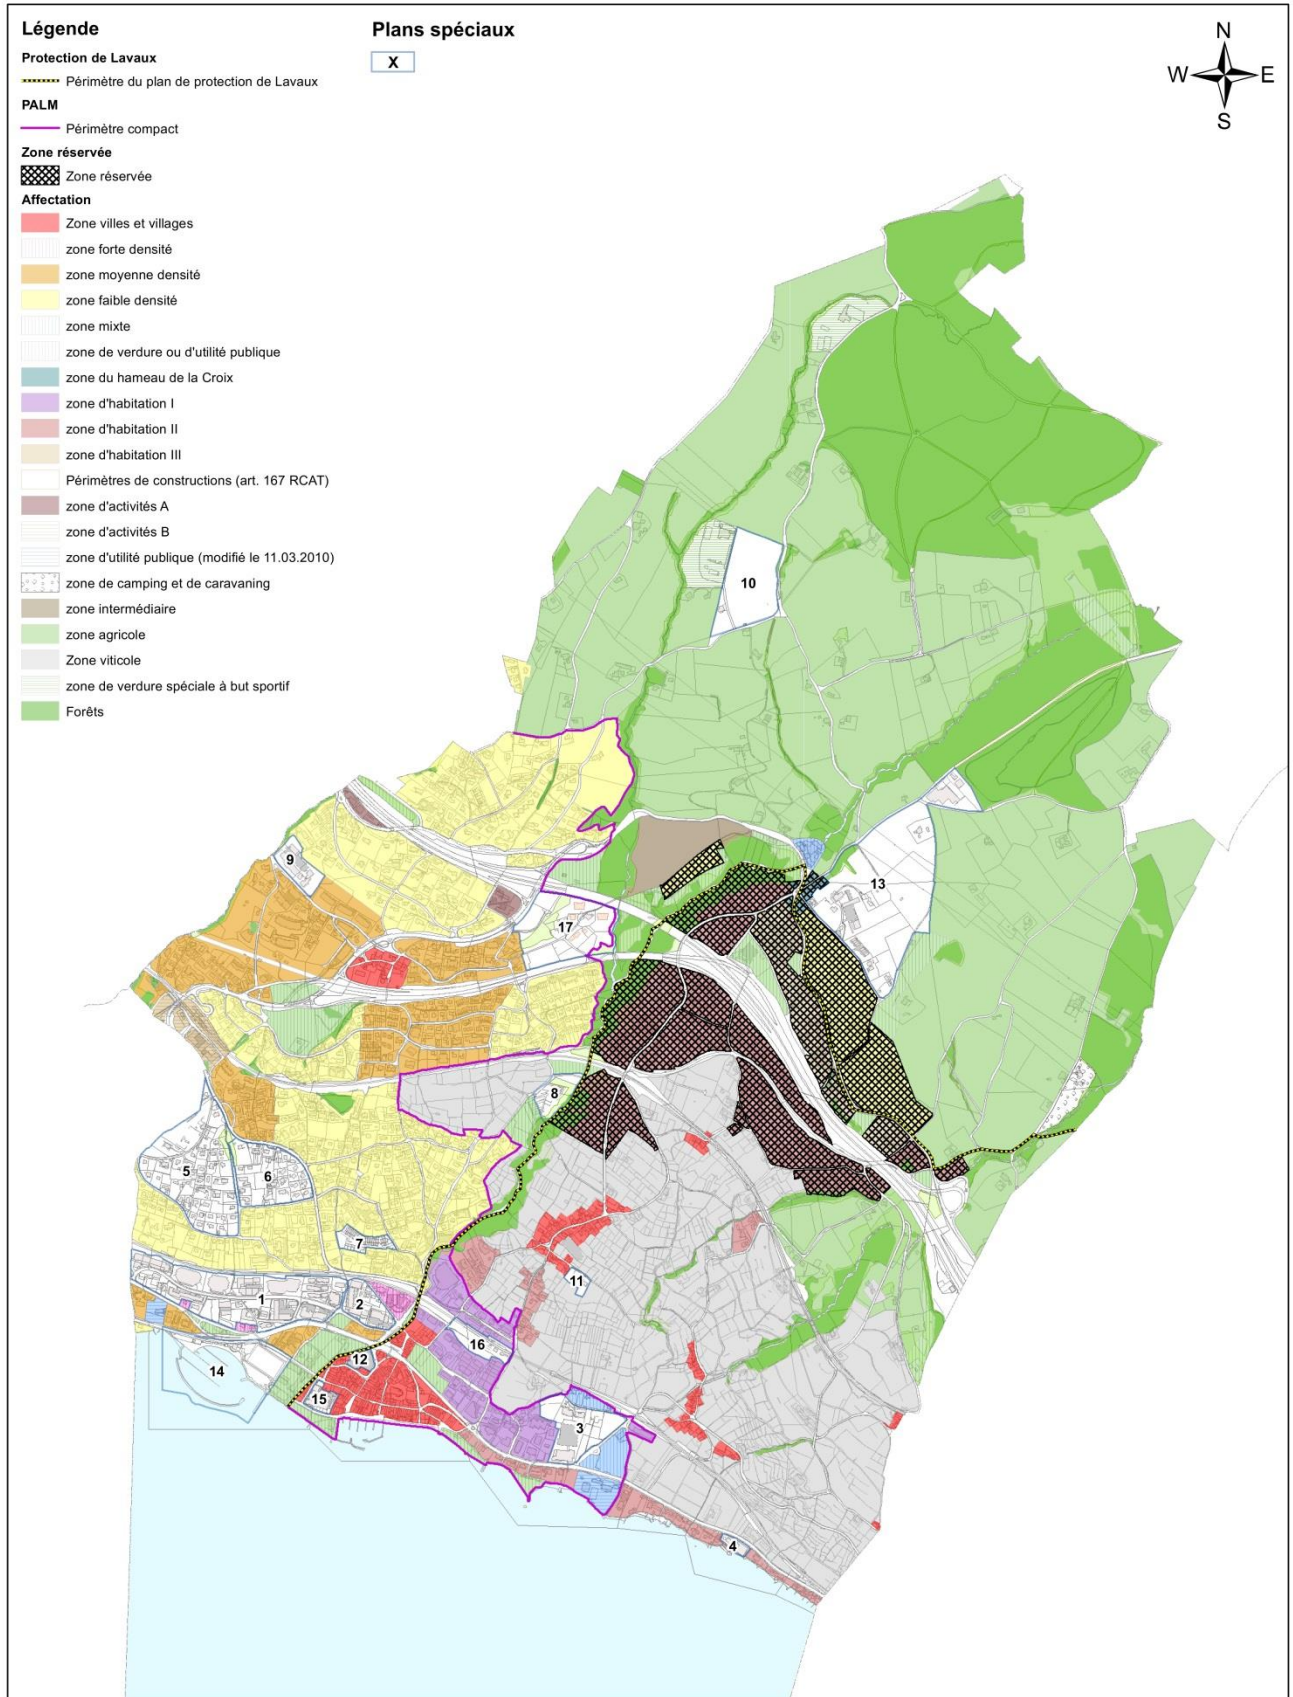 Légende
Protection de Lavaux
Périmètre du plan de protection de Lavaux
PALM
Périmètre compact
Zone réservée
Zone réservée
Affectation
Zone villes et villages
zone forte densité
zone moyenne densité
zone faible densité
zone mixte
zone de verdure ou d'utilité publique
zone du hameau de la Croix
zone d'habitation I
zone d'habitation II
zone d'habitation III
Périmètres de constructions (art. 167 RCAT)
zone d'activités A
zone d'activités B
zone d'utilité publique (modifié le 11.03.2010)
zone de camping et de caravaning
zone intermédiaire
zone agricole
Zone viticole
zone de verdure spéciale à but sportif
Forêts
Plans spéciaux
X
N
W
E
S
10
9
13
17
8
5
6
7
11
1
2
16
14
12
15
3
4